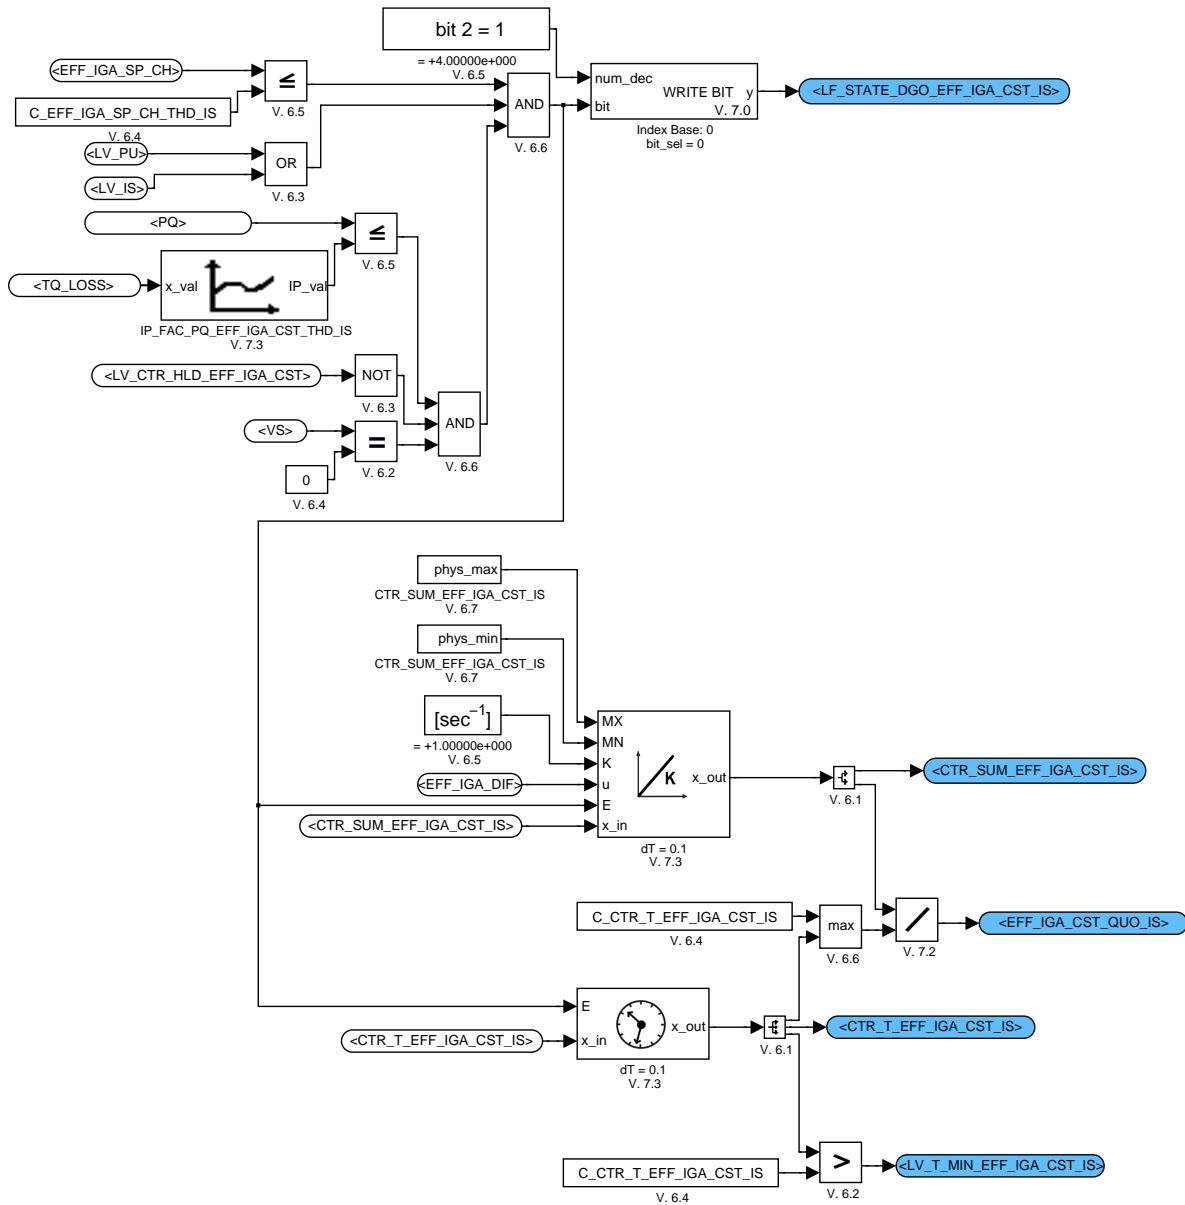 bit 2 = 1
= +4.00000e+000
V. 6.5
<EFF_IGA_SP_CH>
≤
V. 6.5
C_EFF_IGA_SP_CH_THD_IS
V. 6.4
AND
V. 6.6
num_dec
WRITE BIT
y
bit
V. 7.0
Index Base: 0
bit_sel = 0
<LF_STATE_DGO_EFF_IGA_CST_IS>
<LV_PU>
<LV_IS>
OR
V. 6.3
<PQ>
≤
V. 6.5
<TQ_LOSS>
x_val
IP_val
IP_FAC_PQ_EFF_IGA_CST_THD_IS
V. 7.3
<LV_CTR_HLD_EFF_IGA_CST>
NOT
V. 6.3
<VS>
=
V. 6.2
0
V. 6.4
AND
V. 6.6
phys_max
CTR_SUM_EFF_IGA_CST_IS
V. 6.7
phys_min
CTR_SUM_EFF_IGA_CST_IS
V. 6.7
[sec⁻¹]
= +1.00000e+000
V. 6.5
<EFF_IGA_DIF>
<CTR_SUM_EFF_IGA_CST_IS>
MX
MN
K
u
E
x_in
K
x_out
dT = 0.1
V. 7.3
V. 6.1
<CTR_SUM_EFF_IGA_CST_IS>
C_CTR_T_EFF_IGA_CST_IS
V. 6.4
max
V. 6.6
V. 7.2
<EFF_IGA_CST_QUO_IS>
E
x_in
x_out
dT = 0.1
V. 7.3
<CTR_T_EFF_IGA_CST_IS>
V. 6.1
<CTR_T_EFF_IGA_CST_IS>
C_CTR_T_EFF_IGA_CST_IS
V. 6.4
>
V. 6.2
<LV_T_MIN_EFF_IGA_CST_IS>